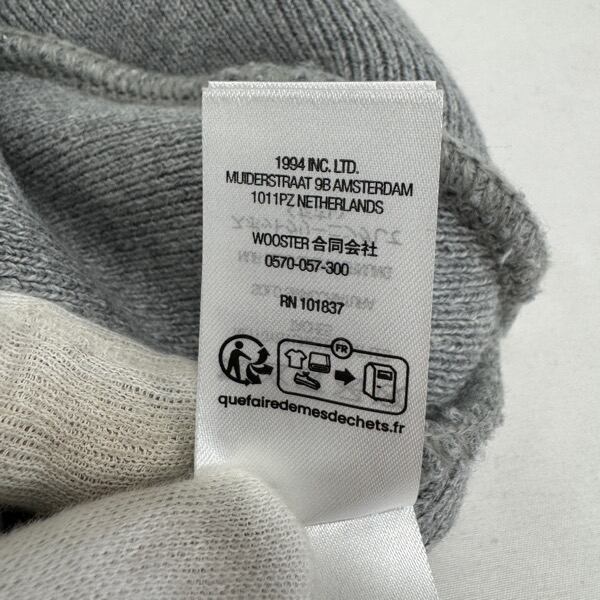 1994 INC. LTD.
MUIDERSTRAAT 9B AMSTERDAM
1011PZ NETHERLANDS
WOOSTER 合同会社
0570-057-300
RN 101837
FR
quefairedemesdechets.fr